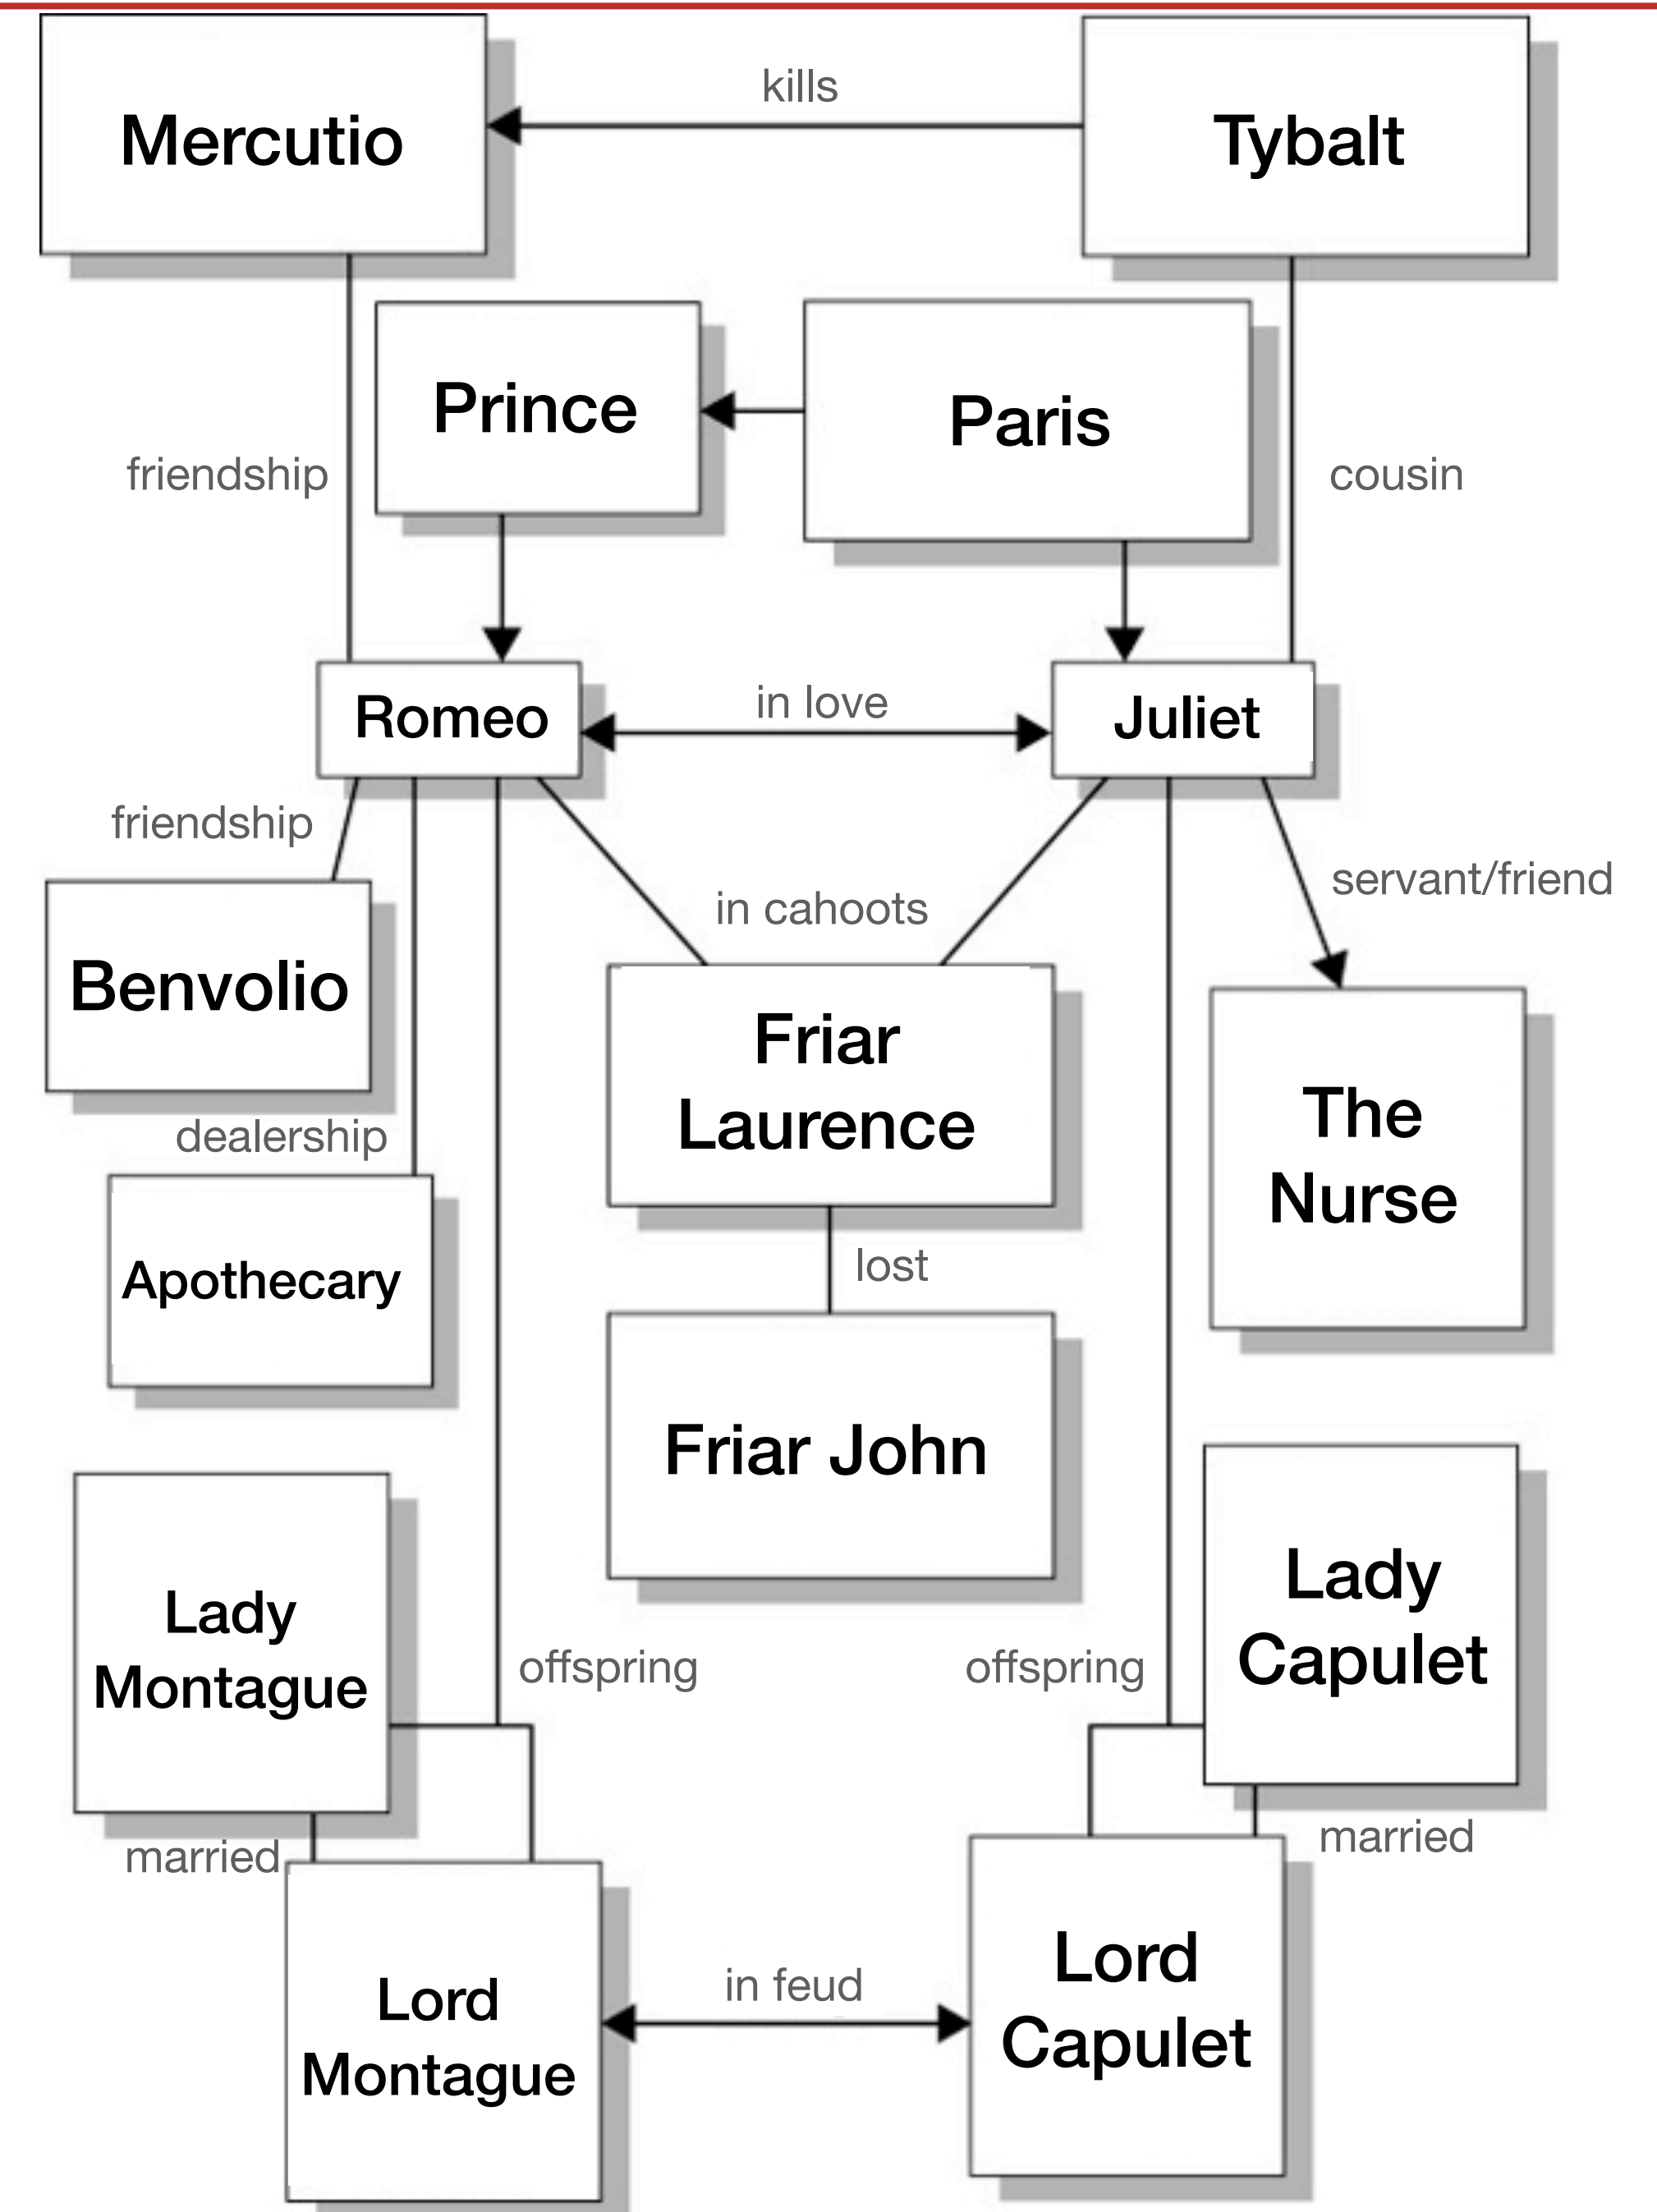 kills
Mercutio
Tybalt
Prince
Paris
friendship
cousin
in love
Romeo
Juliet
friendship
servant/friend
in cahoots
Benvolio
Friar
Laurence
The
Nurse
dealership
lost
Apothecary
Friar John
Lady
Montague
Lady
Capulet
offspring
offspring
married
married
Lord
Montague
in feud
Lord
Capulet